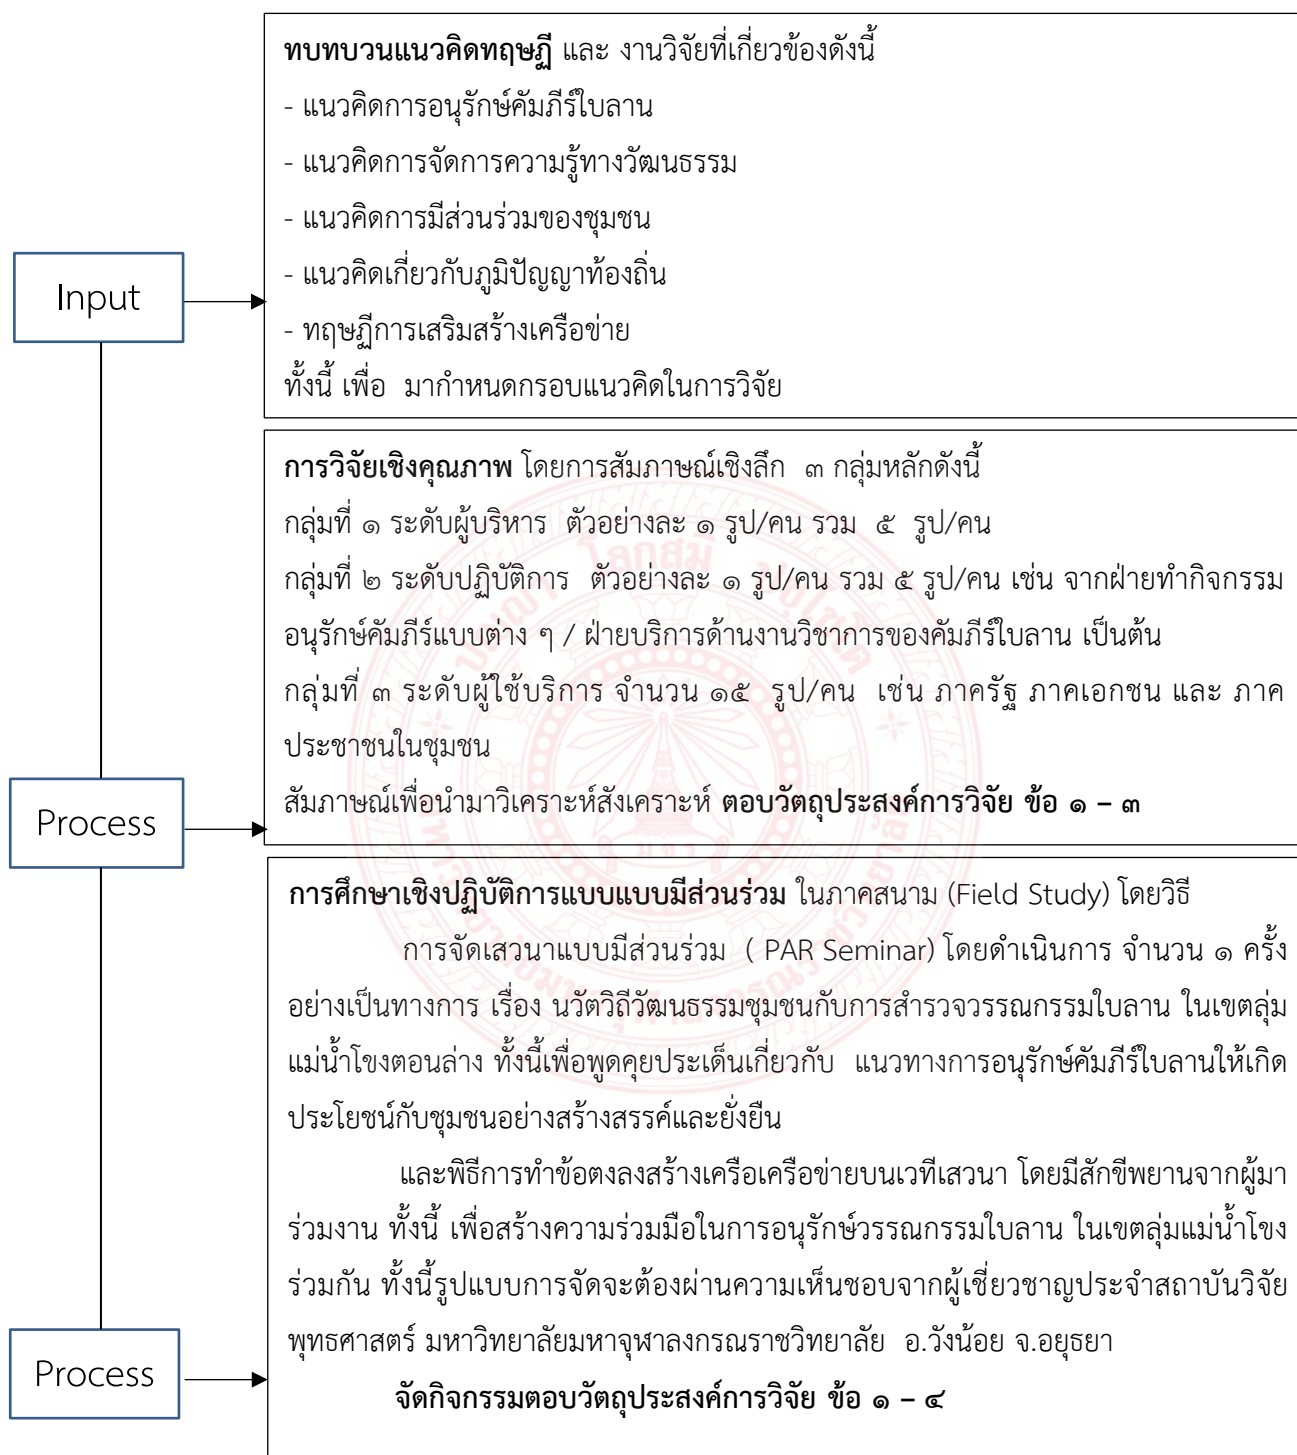 ทบทบวนแนวคิดทฤษฎี และ งานวิจัยที่เกี่ยวข้องดังนี้
- แนวคิดการอนุรักษ์คัมภีร์ใบลาน
- แนวคิดการจัดการความรู้ทางวัฒนธรรม
- แนวคิดการมีส่วนร่วมของชุมชน
- แนวคิดเกี่ยวกับภูมิปัญญาท้องถิ่น
- ทฤษฏีการเสริมสร้างเครือข่าย
ทั้งนี้ เพื่อ มากำหนดกรอบแนวคิดในการวิจัย
Input
การวิจัยเชิงคุณภาพ โดยการสัมภาษณ์เชิงลึก ๓ กลุ่มหลักดังนี้
กลุ่มที่ ๑ ระดับผู้บริหาร ตัวอย่างละ ๑ รูป/คน รวม ๕ รูป/คน
กลุ่มที่ ๒ ระดับปฏิบัติการ ตัวอย่างละ ๑ รูป/คน รวม ๕ รูป/คน เช่น จากฝ่ายทำกิจกรรม
อนุรักษ์คัมภีร์แบบต่าง ๆ / ฝ่ายบริการด้านงานวิชาการของคัมภีร์ใบลาน เป็นต้น
กลุ่มที่ ๓ ระดับผู้ใช้บริการ จำนวน ๑๕ รูป/คน เช่น ภาครัฐ ภาคเอกชน และ ภาค
ประชาชนในชุมชน
สัมภาษณ์เพื่อนำมาวิเคราะห์สังเคราะห์ ตอบวัตถุประสงค์การวิจัย ข้อ ๑ – ๓
Process
การศึกษาเชิงปฏิบัติการแบบแบบมีส่วนร่วม ในภาคสนาม (Field Study) โดยวิธี
การจัดเสวนาแบบมีส่วนร่วม ( PAR Seminar) โดยดำเนินการ จำนวน ๑ ครั้ง
อย่างเป็นทางการ เรื่อง นวัตวิถีวัฒนธรรมชุมชนกับการสำรวจวรรณกรรมใบลาน ในเขตลุ่ม
แม่น้ำโขงตอนล่าง ทั้งนี้เพื่อพูดคุยประเด็นเกี่ยวกับ แนวทางการอนุรักษ์คัมภีร์ใบลานให้เกิด
ประโยชน์กับชุมชนอย่างสร้างสรรค์และยั่งยืน
และพิธีการทำข้อตงลงสร้างเครือเครือข่ายบนเวทีเสวนา โดยมีสักขีพยานจากผู้มา
ร่วมงาน ทั้งนี้ เพื่อสร้างความร่วมมือในการอนุรักษ์วรรณกรรมใบลาน ในเขตลุ่มแม่น้ำโขง
ร่วมกัน ทั้งนี้รูปแบบการจัดจะต้องผ่านความเห็นชอบจากผู้เชี่ยวชาญประจำสถาบันวิจัย
พุทธศาสตร์ มหาวิทยาลัยมหาจุฬาลงกรณราชวิทยาลัย อ.วังน้อย จ.อยุธยา
จัดกิจกรรมตอบวัตถุประสงค์การวิจัย ข้อ ๑ – ๔
Process